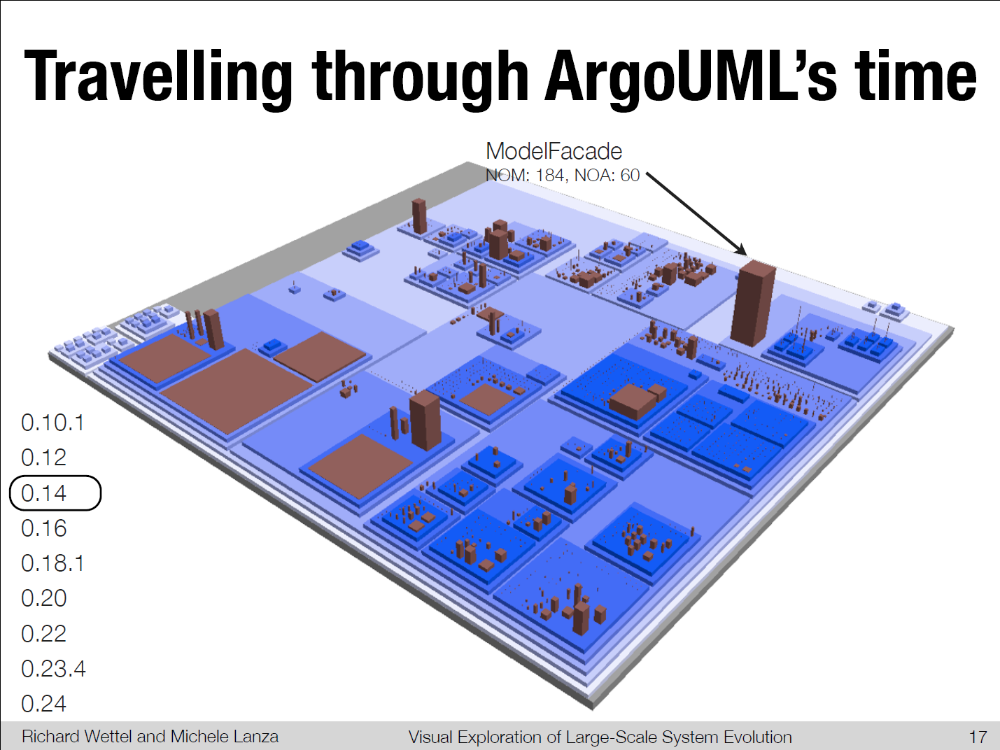 Travelling through ArgoUML’s time
ModelFacade
NOM: 184, NOA: 60
0.10.1
0.12
0.14
0.16
0.18.1
0.20
0.22
0.23.4
0.24
Richard Wettel and Michele Lanza
Visual Exploration of Large-Scale System Evolution
17